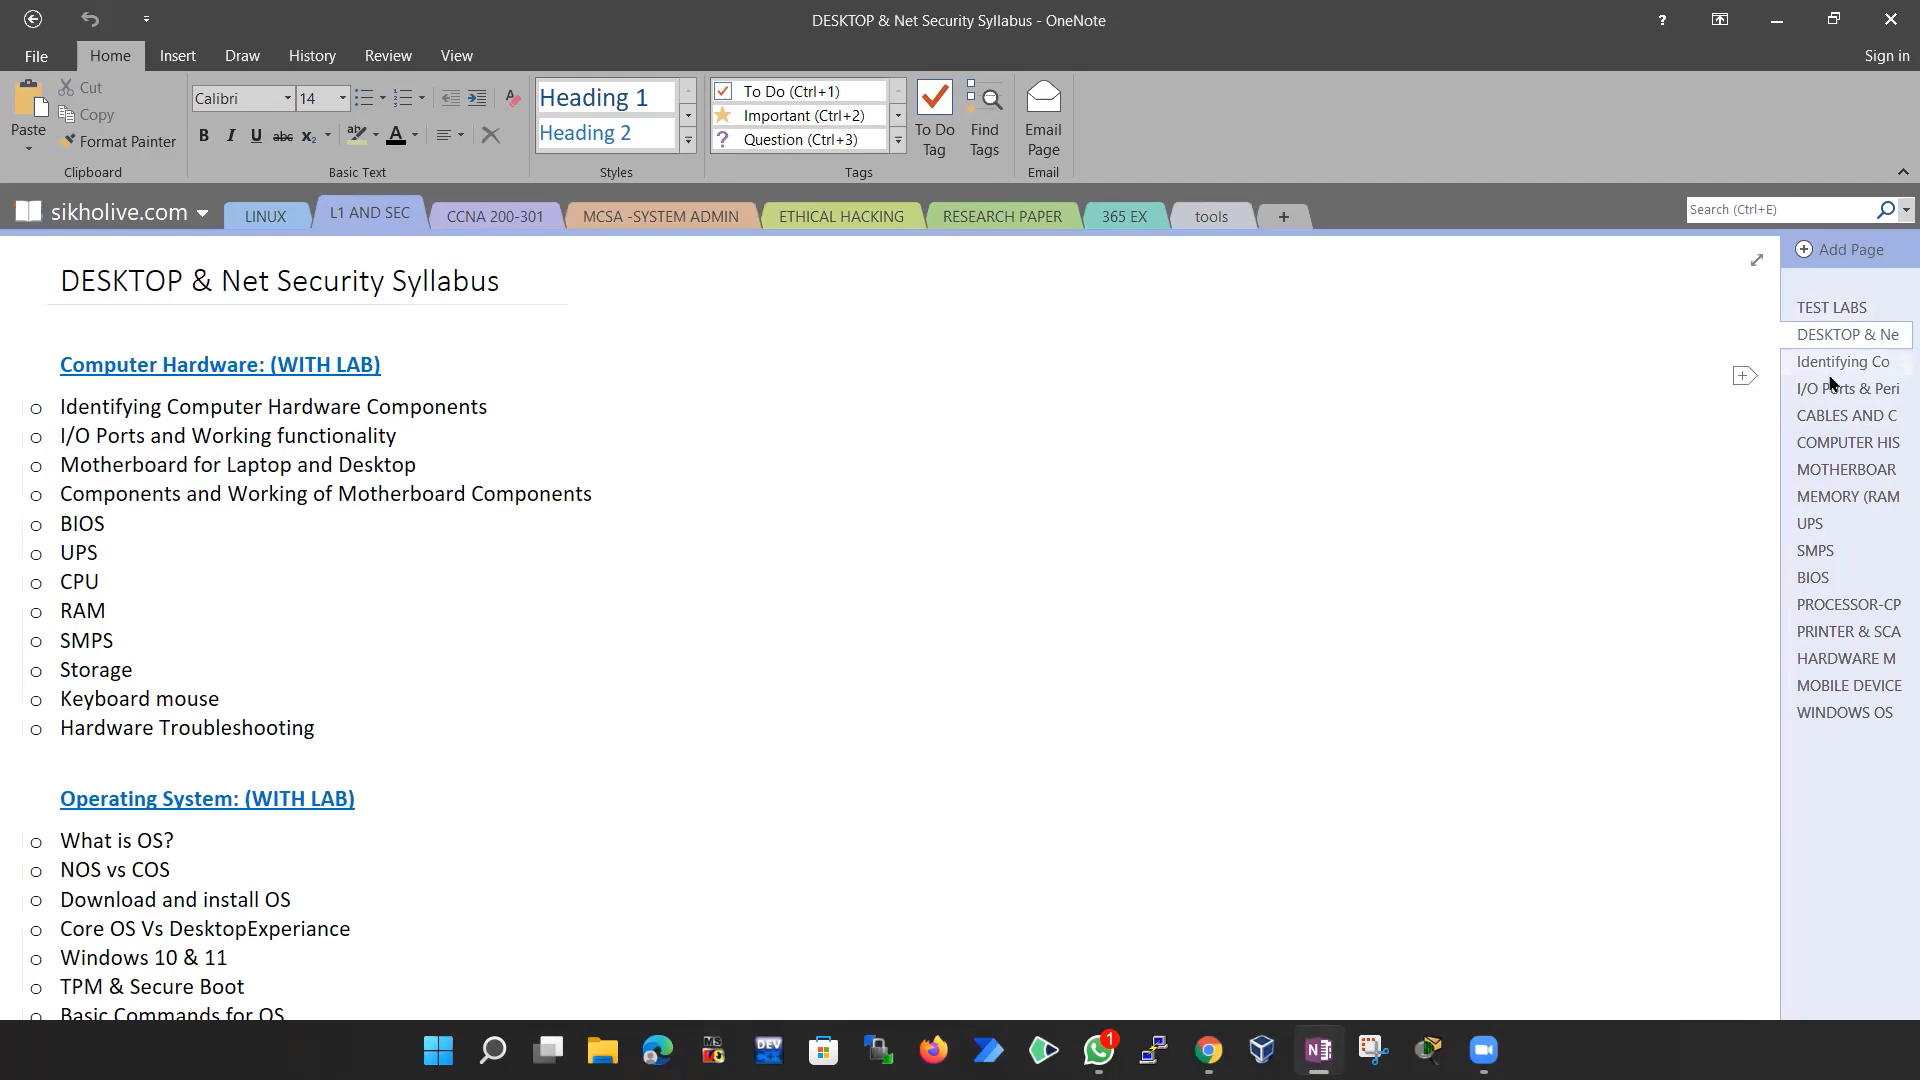 DESKTOP & Net Security Syllabus - OneNote
?
File Home Insert Draw History Review View
Sign in
Paste
Cut
Copy
Format Painter
Clipboard
Calibri 14
B I U abc x₂ A
Basic Text
Heading 1
Heading 2
Styles
To Do (Ctrl+1)
Important (Ctrl+2)
? Question (Ctrl+3)
To Do Tag
Find Tags
Tags
Email Page
Email
sikholive.com
LINUX
L1 AND SEC
CCNA 200-301
MCSA -SYSTEM ADMIN
ETHICAL HACKING
RESEARCH PAPER
365 EX
tools
+
Search (Ctrl+E)
DESKTOP & Net Security Syllabus
Computer Hardware: (WITH LAB)
o Identifying Computer Hardware Components
o I/O Ports and Working functionality
o Motherboard for Laptop and Desktop
o Components and Working of Motherboard Components
o BIOS
o UPS
o CPU
o RAM
o SMPS
o Storage
o Keyboard mouse
o Hardware Troubleshooting
Operating System: (WITH LAB)
o What is OS?
o NOS vs COS
o Download and install OS
o Core OS Vs DesktopExperiance
o Windows 10 & 11
o TPM & Secure Boot
o Basic Commands for OS
Add Page
TEST LABS
DESKTOP & Ne
Identifying Co
I/O Ports & Peri
CABLES AND C
COMPUTER HIS
MOTHERBOAR
MEMORY (RAM
UPS
SMPS
BIOS
PROCESSOR-CP
PRINTER & SCA
HARDWARE M
MOBILE DEVICE
WINDOWS OS
DEV
1
N